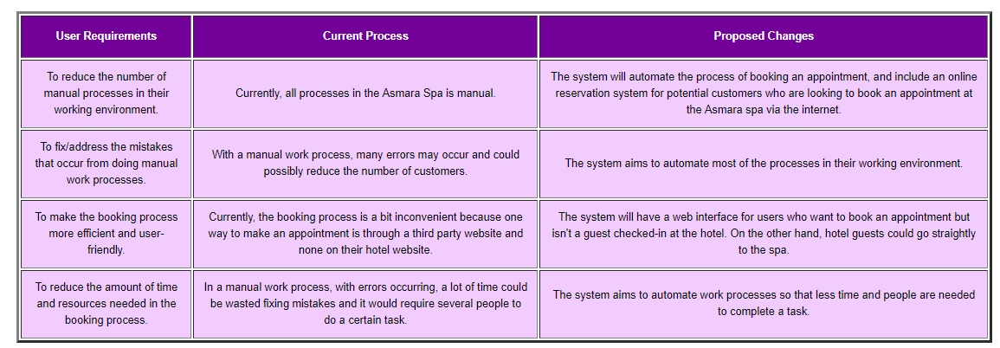 User Requirements
Current Process
Proposed Changes
To reduce the number of
manual processes in their
working environment.
Currently, all processes in the Asmara Spa is manual.
The system will automate the process of booking an appointment, and include an online
reservation system for potential customers who are looking to book an appointment at
the Asmara spa via the internet.
To fix/address the mistakes
that occur from doing manual
work processes.
With a manual work process, many errors may occur and could
possibly reduce the number of customers.
The system aims to automate most of the processes in their working environment.
To make the booking process
more efficient and user-
friendly.
Currently, the booking process is a bit inconvenient because one
way to make an appointment is through a third party website and
none on their hotel website.
The system will have a web interface for users who want to book an appointment but
isn't a guest checked-in at the hotel. On the other hand, hotel guests could go straightly
to the spa.
To reduce the amount of time
and resources needed in the
booking process.
In a manual work process, with errors occurring, a lot of time could
be wasted fixing mistakes and it would require several people to
do a certain task.
The system aims to automate work processes so that less time and people are needed
to complete a task.